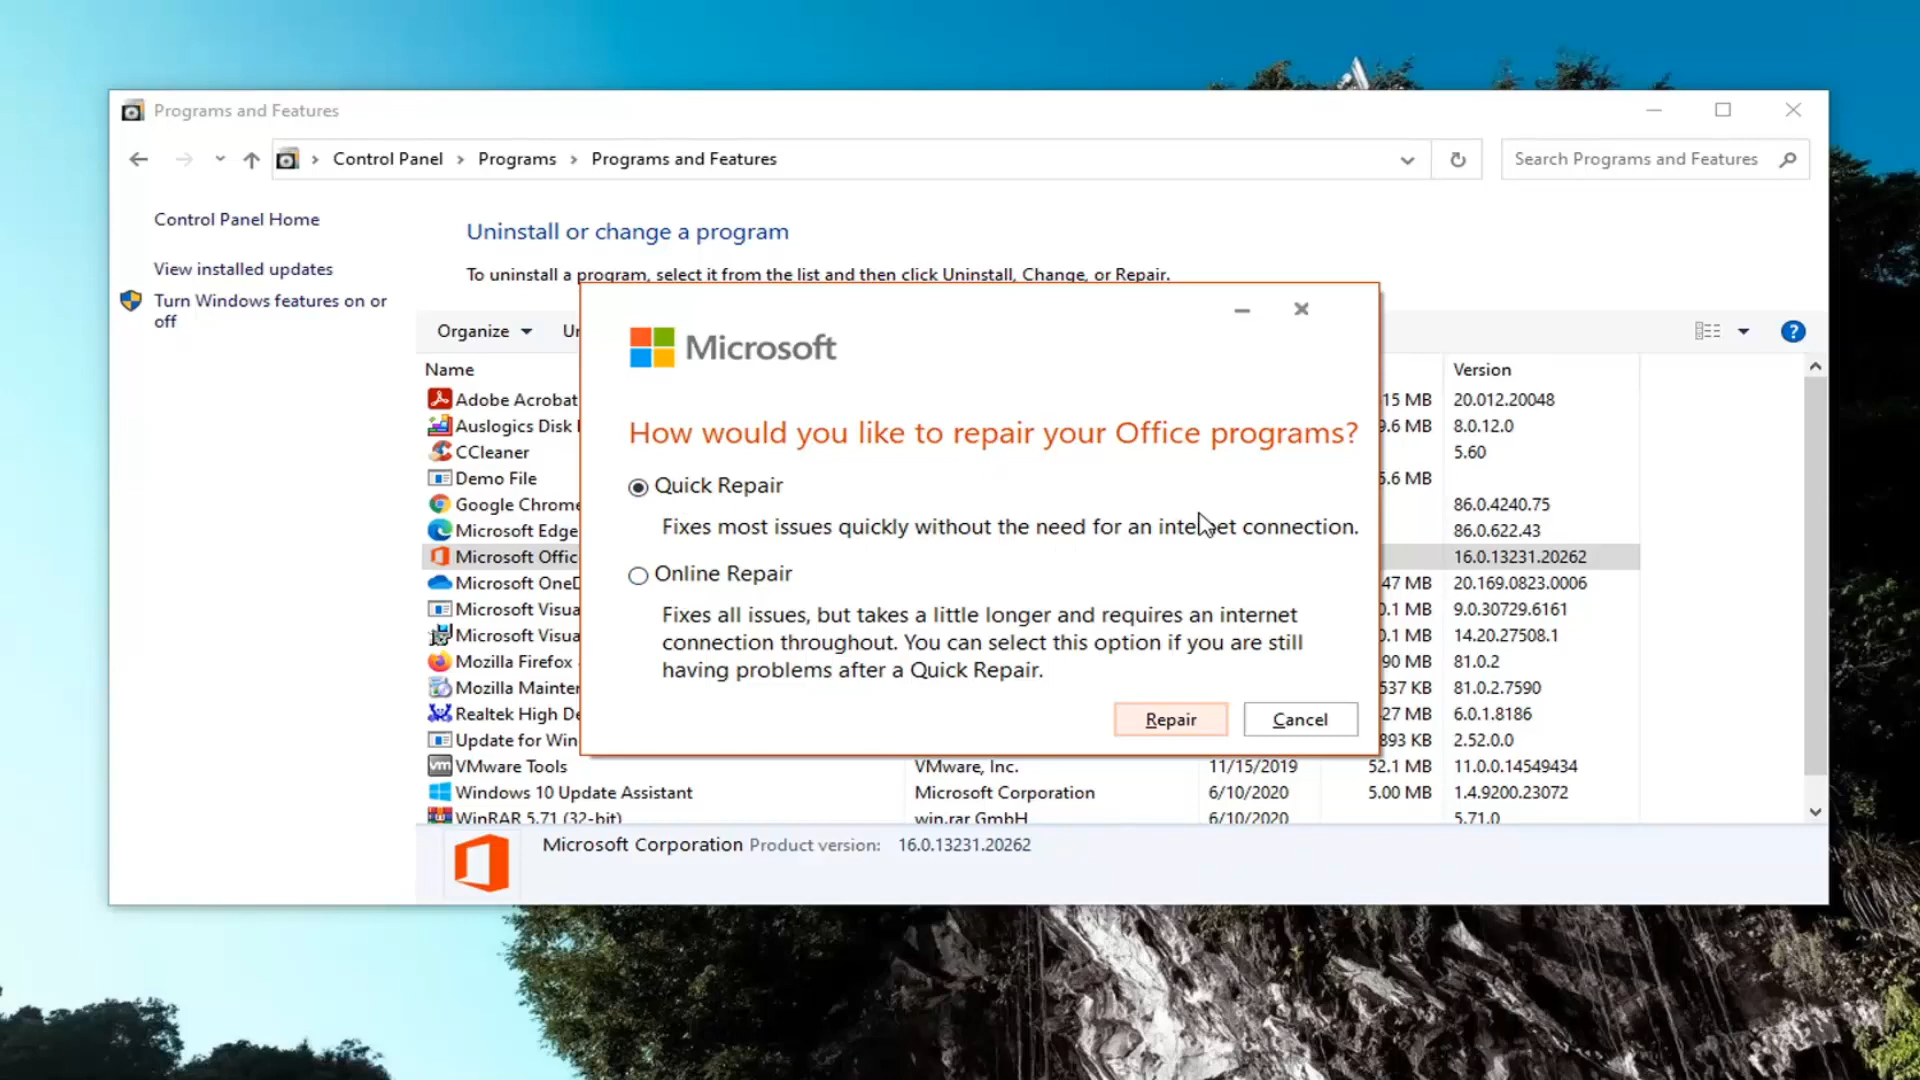 Programs and Features
Control Panel > Programs > Programs and Features
Search Programs and Features
Control Panel Home
View installed updates
Turn Windows features on or
off
Uninstall or change a program
To uninstall a program, select it from the list and then click Uninstall, Change, or Repair.
Organize
Un
Name
Version
Adobe Acrobat
15 MB
20.012.20048
Auslogics Disk
9.6 MB
8.0.12.0
CCleaner
5.60
Demo File
5.6 MB
Google Chrome
86.0.4240.75
Microsoft Edge
86.0.622.43
Microsoft Offic
16.0.13231.20262
Microsoft OneD
47 MB
20.169.0823.0006
Microsoft Visua
0.1 MB
9.0.30729.6161
Microsoft Visua
0.1 MB
14.20.27508.1
Mozilla Firefox
90 MB
81.0.2
Mozilla Mainten
537 KB
81.0.2.7590
Realtek High De
27 MB
6.0.1.8186
Update for Win
893 KB
2.52.0.0
VMware Tools
VMware, Inc.
11/15/2019
52.1 MB
11.0.0.14549434
Windows 10 Update Assistant
Microsoft Corporation
6/10/2020
5.00 MB
1.4.9200.23072
WinRAR 5.71 (32-bit)
win.rar GmbH
6/10/2020
5.71.0
Microsoft Corporation Product version: 16.0.13231.20262
Microsoft
How would you like to repair your Office programs?
Quick Repair
Fixes most issues quickly without the need for an internet connection.
Online Repair
Fixes all issues, but takes a little longer and requires an internet
connection throughout. You can select this option if you are still
having problems after a Quick Repair.
Repair
Cancel